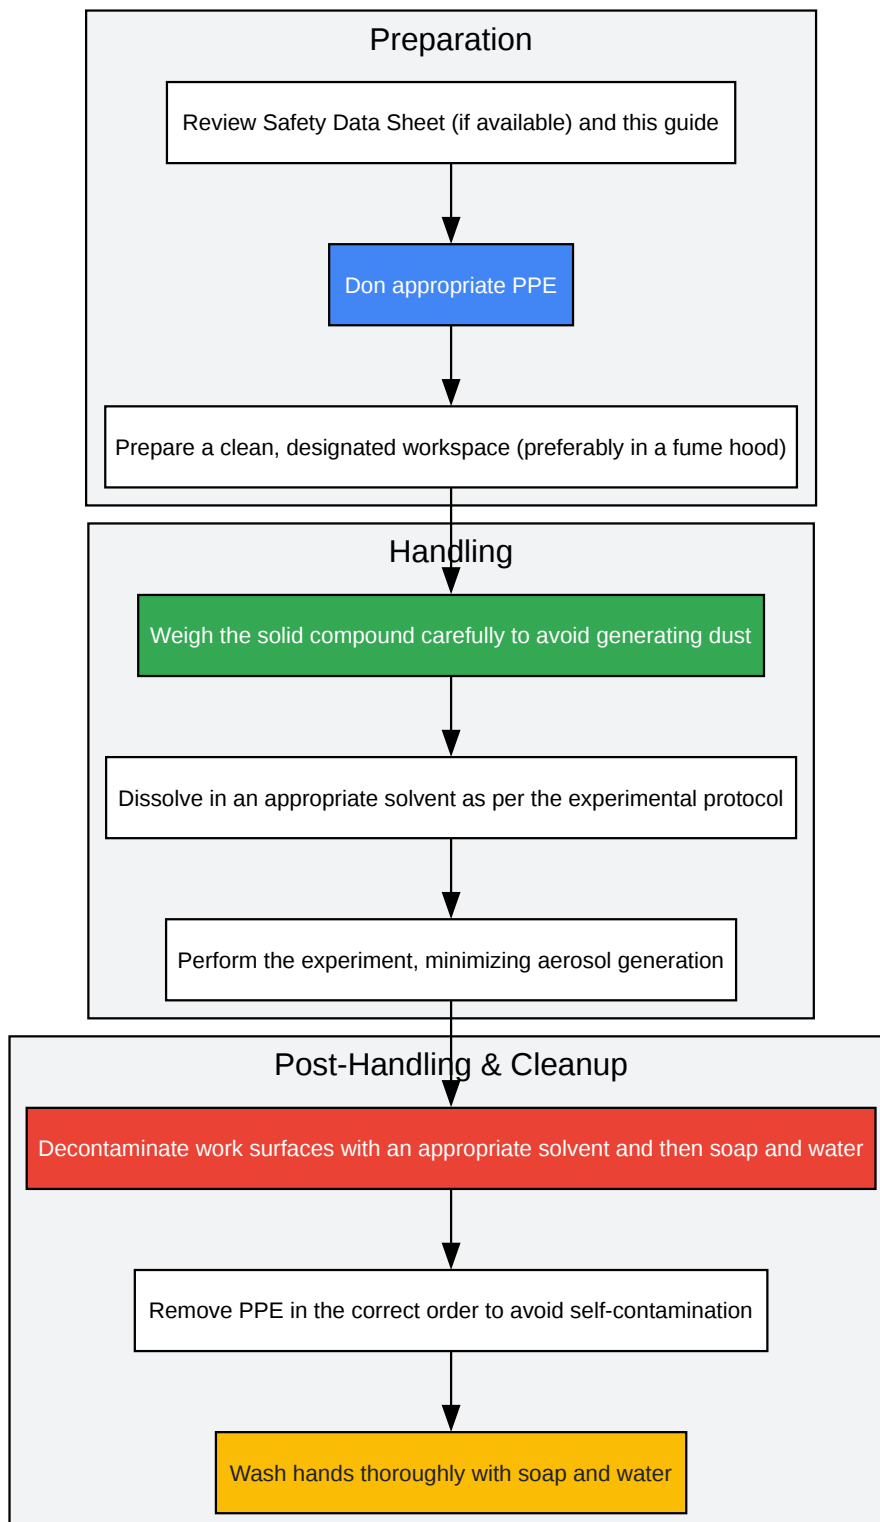 Preparation
Review Safety Data Sheet (if available) and this guide
Don appropriate PPE
Prepare a clean, designated workspace (preferably in a fume hood)
Handling
Weigh the solid compound carefully to avoid generating dust
Dissolve in an appropriate solvent as per the experimental protocol
Perform the experiment, minimizing aerosol generation
Post-Handling & Cleanup
Decontaminate work surfaces with an appropriate solvent and then soap and water
Remove PPE in the correct order to avoid self-contamination
Wash hands thoroughly with soap and water